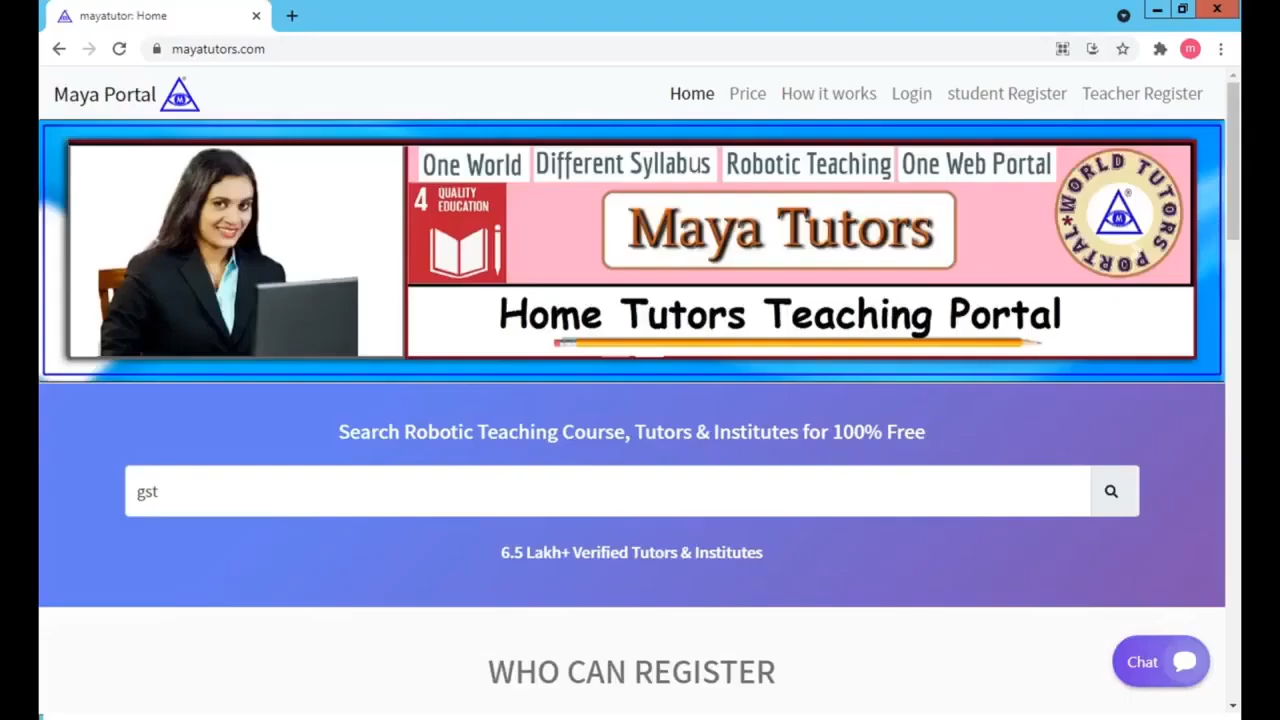 mayatutor: Home
mayatutors.com
m
Maya Portal
M
Home Price How it works Login student Register Teacher Register
One World Different Syllabus Robotic Teaching One Web Portal
4 QUALITY
EDUCATION
Maya Tutors
WORLD TUTORS PORTAL*
M
Home Tutors Teaching Portal
Search Robotic Teaching Course, Tutors & Institutes for 100% Free
gst
6.5 Lakh+ Verified Tutors & Institutes
WHO CAN REGISTER
Chat